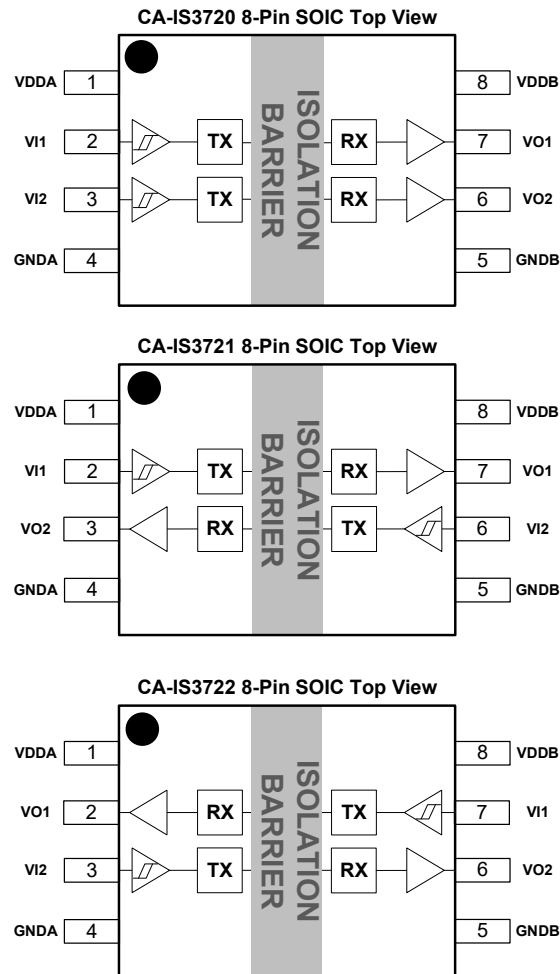 CA-IS3720 8-Pin SOIC Top View
VDDA 1 8 VDDB
VI1 2 TX RX 7 VO1
VI2 3 TX RX 6 VO2
GNDA 4 5 GNDB
ISOLATION
BARRIER
CA-IS3721 8-Pin SOIC Top View
VDDA 1 8 VDDB
VI1 2 TX RX 7 VO1
VO2 3 RX TX 6 VI2
GNDA 4 5 GNDB
ISOLATION
BARRIER
CA-IS3722 8-Pin SOIC Top View
VDDA 1 8 VDDB
VO1 2 RX TX 7 VI1
VI2 3 TX RX 6 VO2
GNDA 4 5 GNDB
ISOLATION
BARRIER